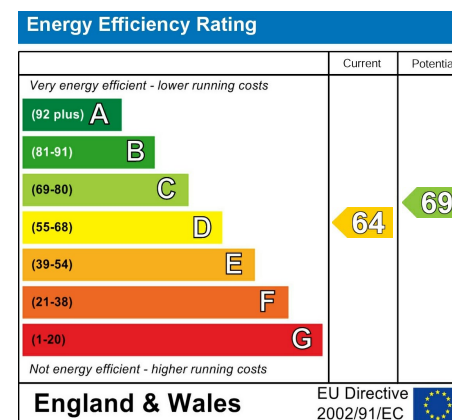 Energy Efficiency Rating
Current Potentia
Very energy efficient - lower running costs
(92 plus) A
(81-91) B
(69-80) C
(55-68) D
(39-54) E
(21-38) F
(1-20) G
64
69
Not energy efficient - higher running costs
England & Wales
EU Directive
2002/91/EC